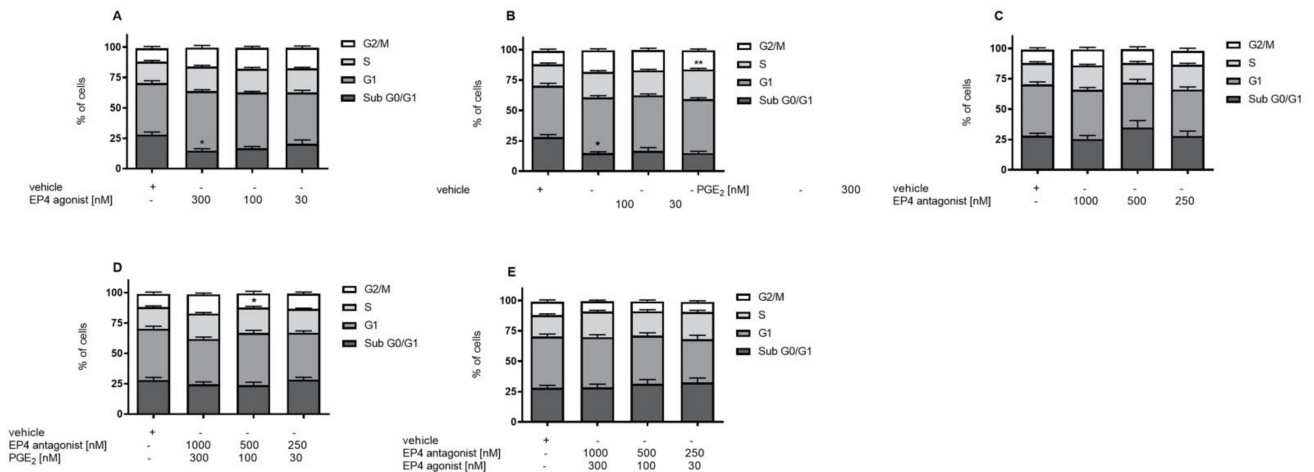 A
% of cells
100
75
50
25
0
*
G2/M
S
G1
Sub G0/G1
vehicle + - - -
EP4 agonist [nM] - 300 100 30
B
% of cells
100
75
50
25
0
*
**
G2/M
S
G1
Sub G0/G1
vehicle + - - - PGE₂ [nM] - 300
100 30
C
% of cells
100
75
50
25
0
G2/M
S
G1
Sub G0/G1
vehicle + - - -
EP4 antagonist [nM] - 1000 500 250
D
% of cells
100
75
50
25
0
*
G2/M
S
G1
Sub G0/G1
vehicle + - - -
EP4 antagonist [nM] - 1000 500 250
PGE₂ [nM] - 300 100 30
E
% of cells
100
75
50
25
0
G2/M
S
G1
Sub G0/G1
vehicle + - - -
EP4 antagonist [nM] - 1000 500 250
EP4 agonist [nM] - 300 100 30